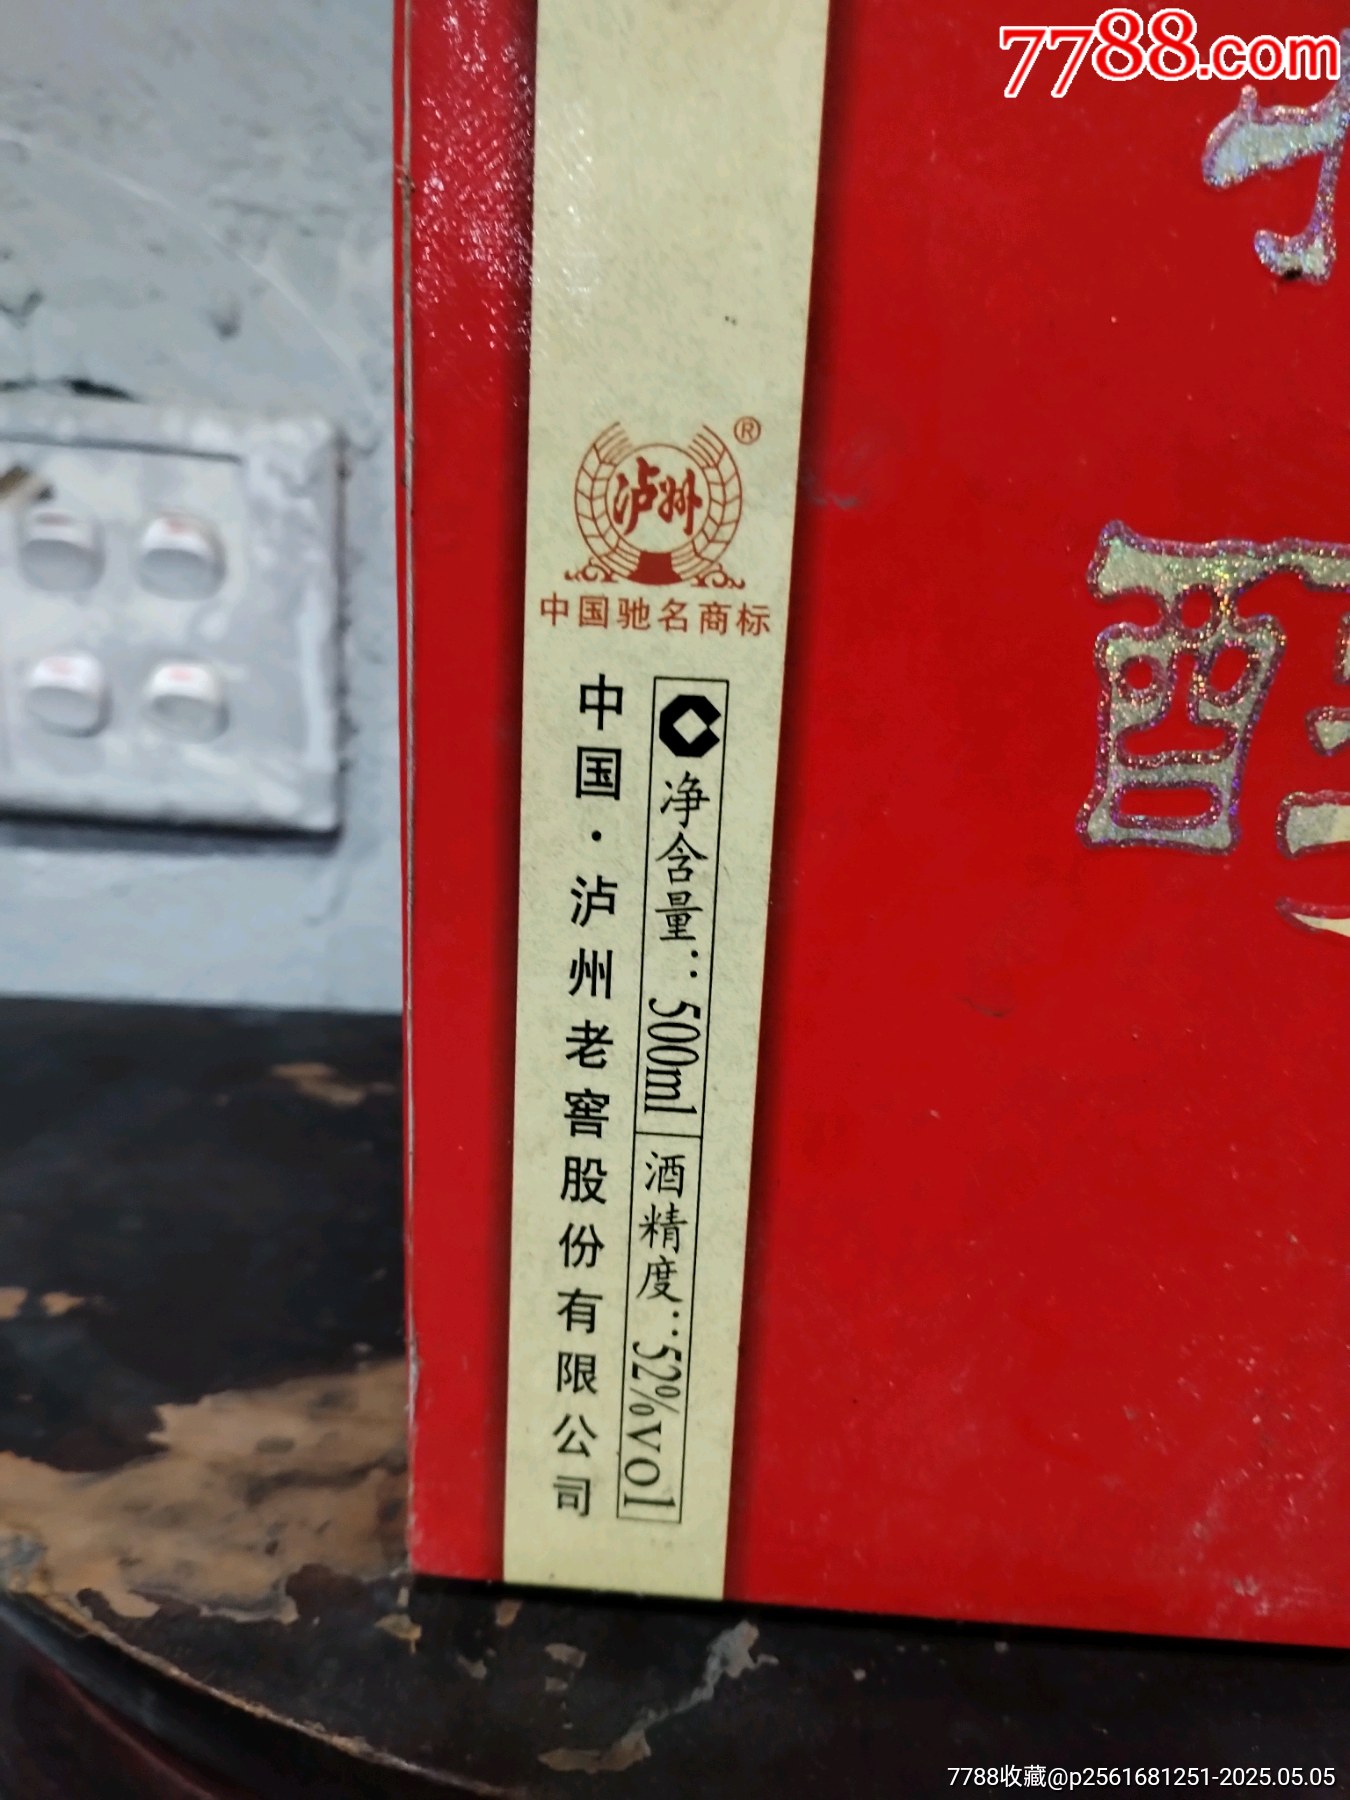 7788.com
泸州
®
中国驰名商标
中国·泸州老窖股份有限公司
净含量：500ml
酒精度：52%vol
7788收藏@p2561681251-2025.05.05